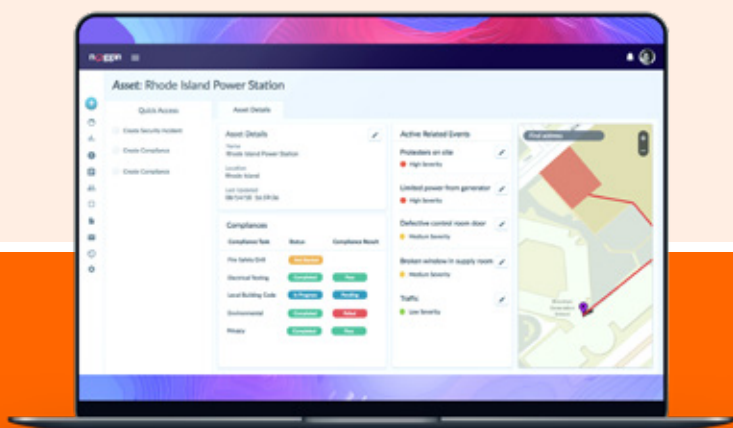 noggin
Asset: Rhode Island Power Station
Quick Access
Asset Details
Create Security Incident
Create Compliance
Create Compliance
Asset Details
Name
Rhode Island Power Station
Location
Rhode Island
Last Updated
Compliances
Compliance Task Status Compliance Result
Fire Safety Drill Not Started
Electrical Testing Completed Pass
Local Building Code In Progress Pending
Environmental Completed Failed
Privacy Completed Pass
Active Related Events
Protesters on site
High Severity
Limited power from generator
High Severity
Defective control room door
Medium Severity
Broken window in supply room
Medium Severity
Traffic
Low Severity
Find address